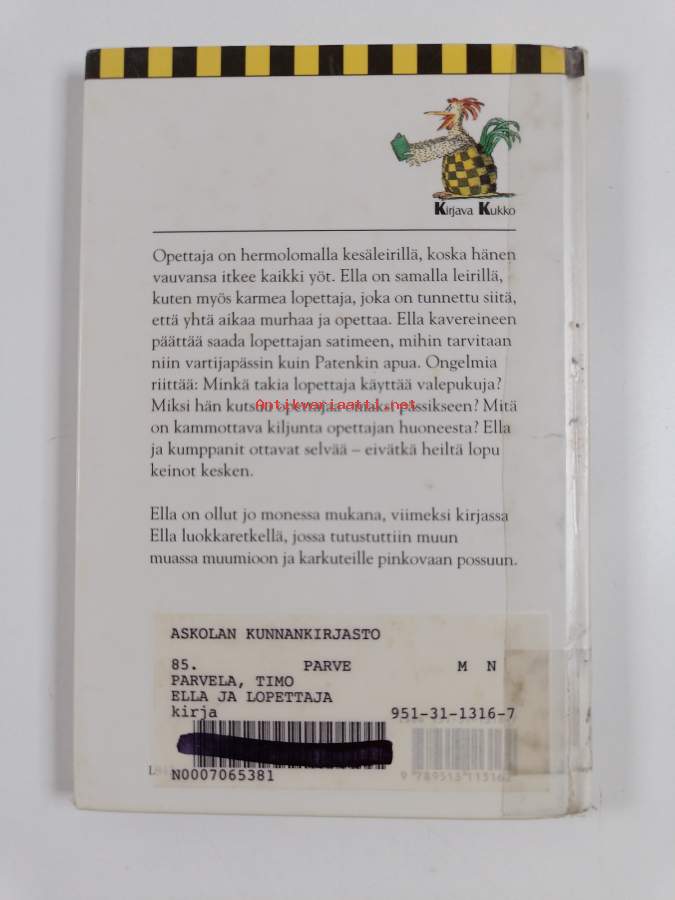 Kirjava Kukko
Opettaja on hermolomalla kesäleirillä, koska hänen
vauvansa itkee kaikki yöt. Ella on samalla leirillä,
kuten myös karmea lopettaja, joka on tunnettu siitä,
että yhtä aikaa murhaa ja opettaa. Ella kavereineen
päättää saada lopettajan satimeen, mihin tarvitaan
niin vartijapässin kuin Patenkin apua. Ongelmia
riittää: Minkä takia lopettaja käyttää valepukuja?
Antikvariaatti.net
Miksi hän kutsuu opettajaa omaksi pässikseen? Mitä
on kammottava kiljunta opettajan huoneesta? Ella
ja kumppanit ottavat selvää – eivätkä heiltä lopu
keinot kesken.
Ella on ollut jo monessa mukana, viimeksi kirjassa
Ella luokkaretkellä, jossa tutustuttiin muun
muassa muumioon ja karkuteille pinkovaan possuun.
ASKOLAN KUNNANKIRJASTO
85. PARVE M N
PARVELA, TIMO
ELLA JA LOPETTAJA
kirja 951-31-1316-7
N0007065381